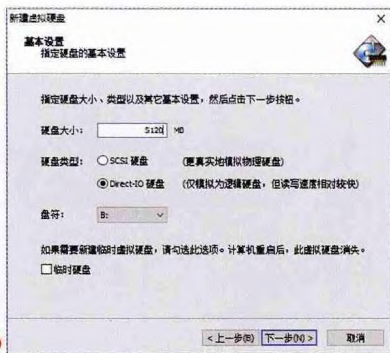 新建虚拟硬盘
基本设置
指定硬盘的基本设置
指定硬盘大小、类型以及其它基本设置，然后点击下一步按钮。
硬盘大小： 5120 MB
硬盘类型： SCSI 硬盘 (更真实地模拟物理硬盘)
Direct-IO 硬盘 (仅模拟为逻辑硬盘，但读写速度相对较快)
盘符： B:
如果需要新建临时虚拟硬盘，请勾选此选项。计算机重启后，此虚拟硬盘消失。
临时硬盘
<上一步(B) 下一步(N)> 取消